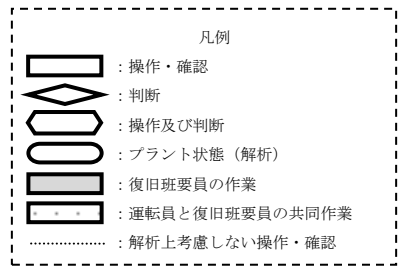 凡例
：操作・確認
：判断
：操作及び判断
：プラント状態（解析）
：復旧班要員の作業
：運転員と復旧班要員の共同作業
：解析上考慮しない操作・確認